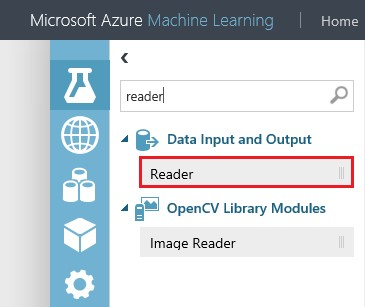 Microsoft Azure Machine Learning Home
reader
Data Input and Output
Reader
OpenCV Library Modules
Image Reader